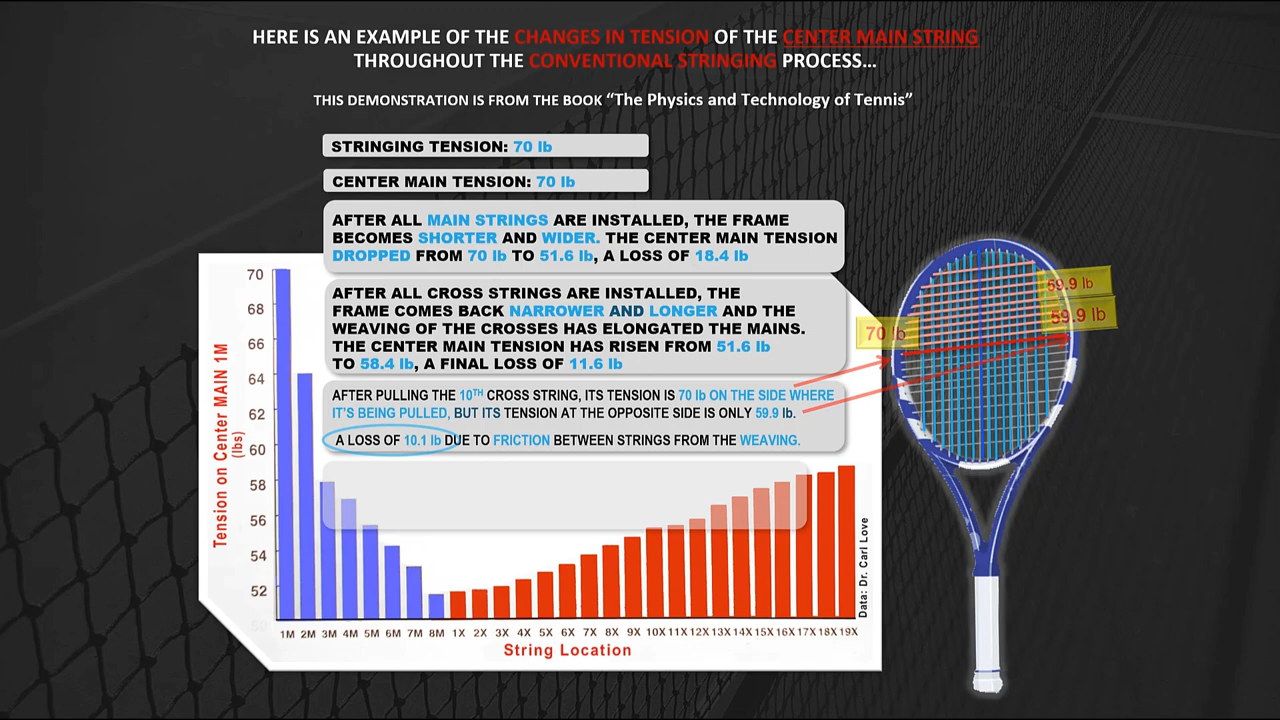 HERE IS AN EXAMPLE OF THE CHANGES IN TENSION OF THE CENTER MAIN STRING
THROUGHOUT THE CONVENTIONAL STRINGING PROCESS...
THIS DEMONSTRATION IS FROM THE BOOK “The Physics and Technology of Tennis”
STRINGING TENSION: 70 lb
CENTER MAIN TENSION: 70 lb
AFTER ALL MAIN STRINGS ARE INSTALLED, THE FRAME
BECOMES SHORTER AND WIDER. THE CENTER MAIN TENSION
DROPPED FROM 70 lb TO 51.6 lb, A LOSS OF 18.4 lb
AFTER ALL CROSS STRINGS ARE INSTALLED, THE
FRAME COMES BACK NARROWER AND LONGER AND THE
WEAVING OF THE CROSSES HAS ELONGATED THE MAINS.
THE CENTER MAIN TENSION HAS RISEN FROM 51.6 lb
TO 58.4 lb, A FINAL LOSS OF 11.6 lb
AFTER PULLING THE 10TH CROSS STRING, ITS TENSION IS 70 lb ON THE SIDE WHERE
IT'S BEING PULLED, BUT ITS TENSION AT THE OPPOSITE SIDE IS ONLY 59.9 lb.
A LOSS OF 10.1 lb DUE TO FRICTION BETWEEN STRINGS FROM THE WEAVING.
59.9 lb
59.9 lb
70 lb
Tension on Center MAIN 1M
(lbs)
70
68
66
64
62
60
58
56
54
52
50
1M 2M 3M 4M 5M 6M 7M 8M 1X 2X 3X 4X 5X 6X 7X 8X 9X 10X 11X 12X 13X 14X 15X 16X 17X 18X 19X
String Location
Data: Dr. Carl Love